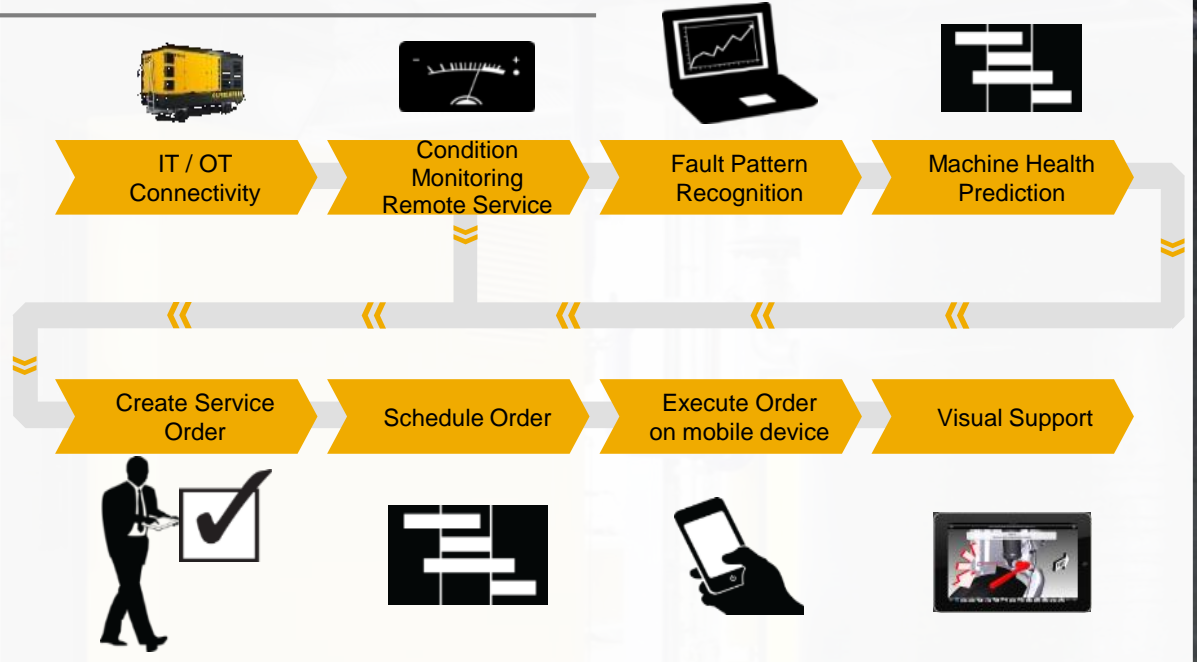 IT / OT
Connectivity
Condition
Monitoring
Remote Service
Fault Pattern
Recognition
Machine Health
Prediction
Create Service
Order
Schedule Order
Execute Order
on mobile device
Visual Support